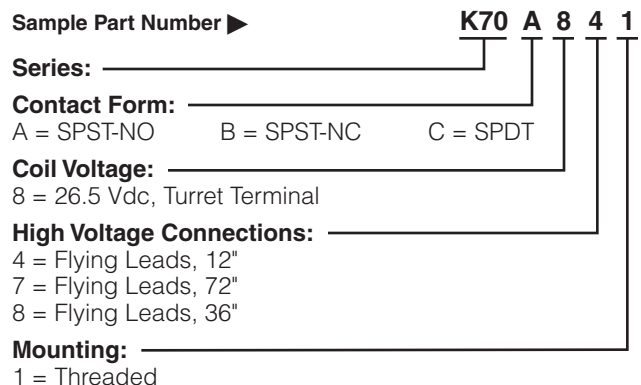 Sample Part Number ▶ K70 A 8 4 1
Series:
Contact Form:
A = SPST-NO B = SPST-NC C = SPDT
Coil Voltage:
8 = 26.5 Vdc, Turret Terminal
High Voltage Connections:
4 = Flying Leads, 12"
7 = Flying Leads, 72"
8 = Flying Leads, 36"
Mounting:
1 = Threaded